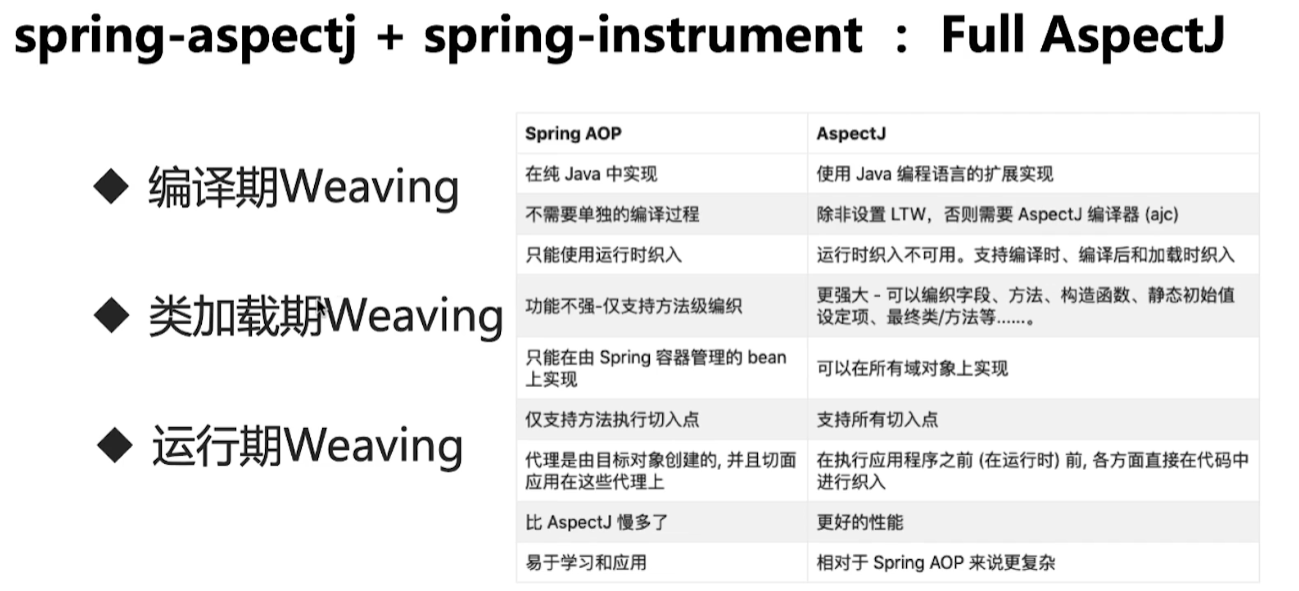 spring-aspectj + spring-instrument : Full AspectJ
◆ 编译期Weaving
◆ 类加载期Weaving
◆ 运行期Weaving
Spring AOP AspectJ
在纯 Java 中实现 使用 Java 编程语言的扩展实现
不需要单独的编译过程 除非设置 LTW，否则需要 AspectJ 编译器 (ajc)
只能使用运行时织入 运行时织入不可用。支持编译时、编译后和加载时织入
功能不强-仅支持方法级编织 更强大 - 可以编织字段、方法、构造函数、静态初始值
设定项、最终类/方法等......。
只能在由 Spring 容器管理的 bean
上实现 可以在所有域对象上实现
仅支持方法执行切入点 支持所有切入点
代理是由目标对象创建的, 并且切面 在执行应用程序之前 (在运行时) 前, 各方面直接在代码中
应用在这些代理上 进行织入
比 AspectJ 慢多了 更好的性能
易于学习和应用 相对于 Spring AOP 来说更复杂